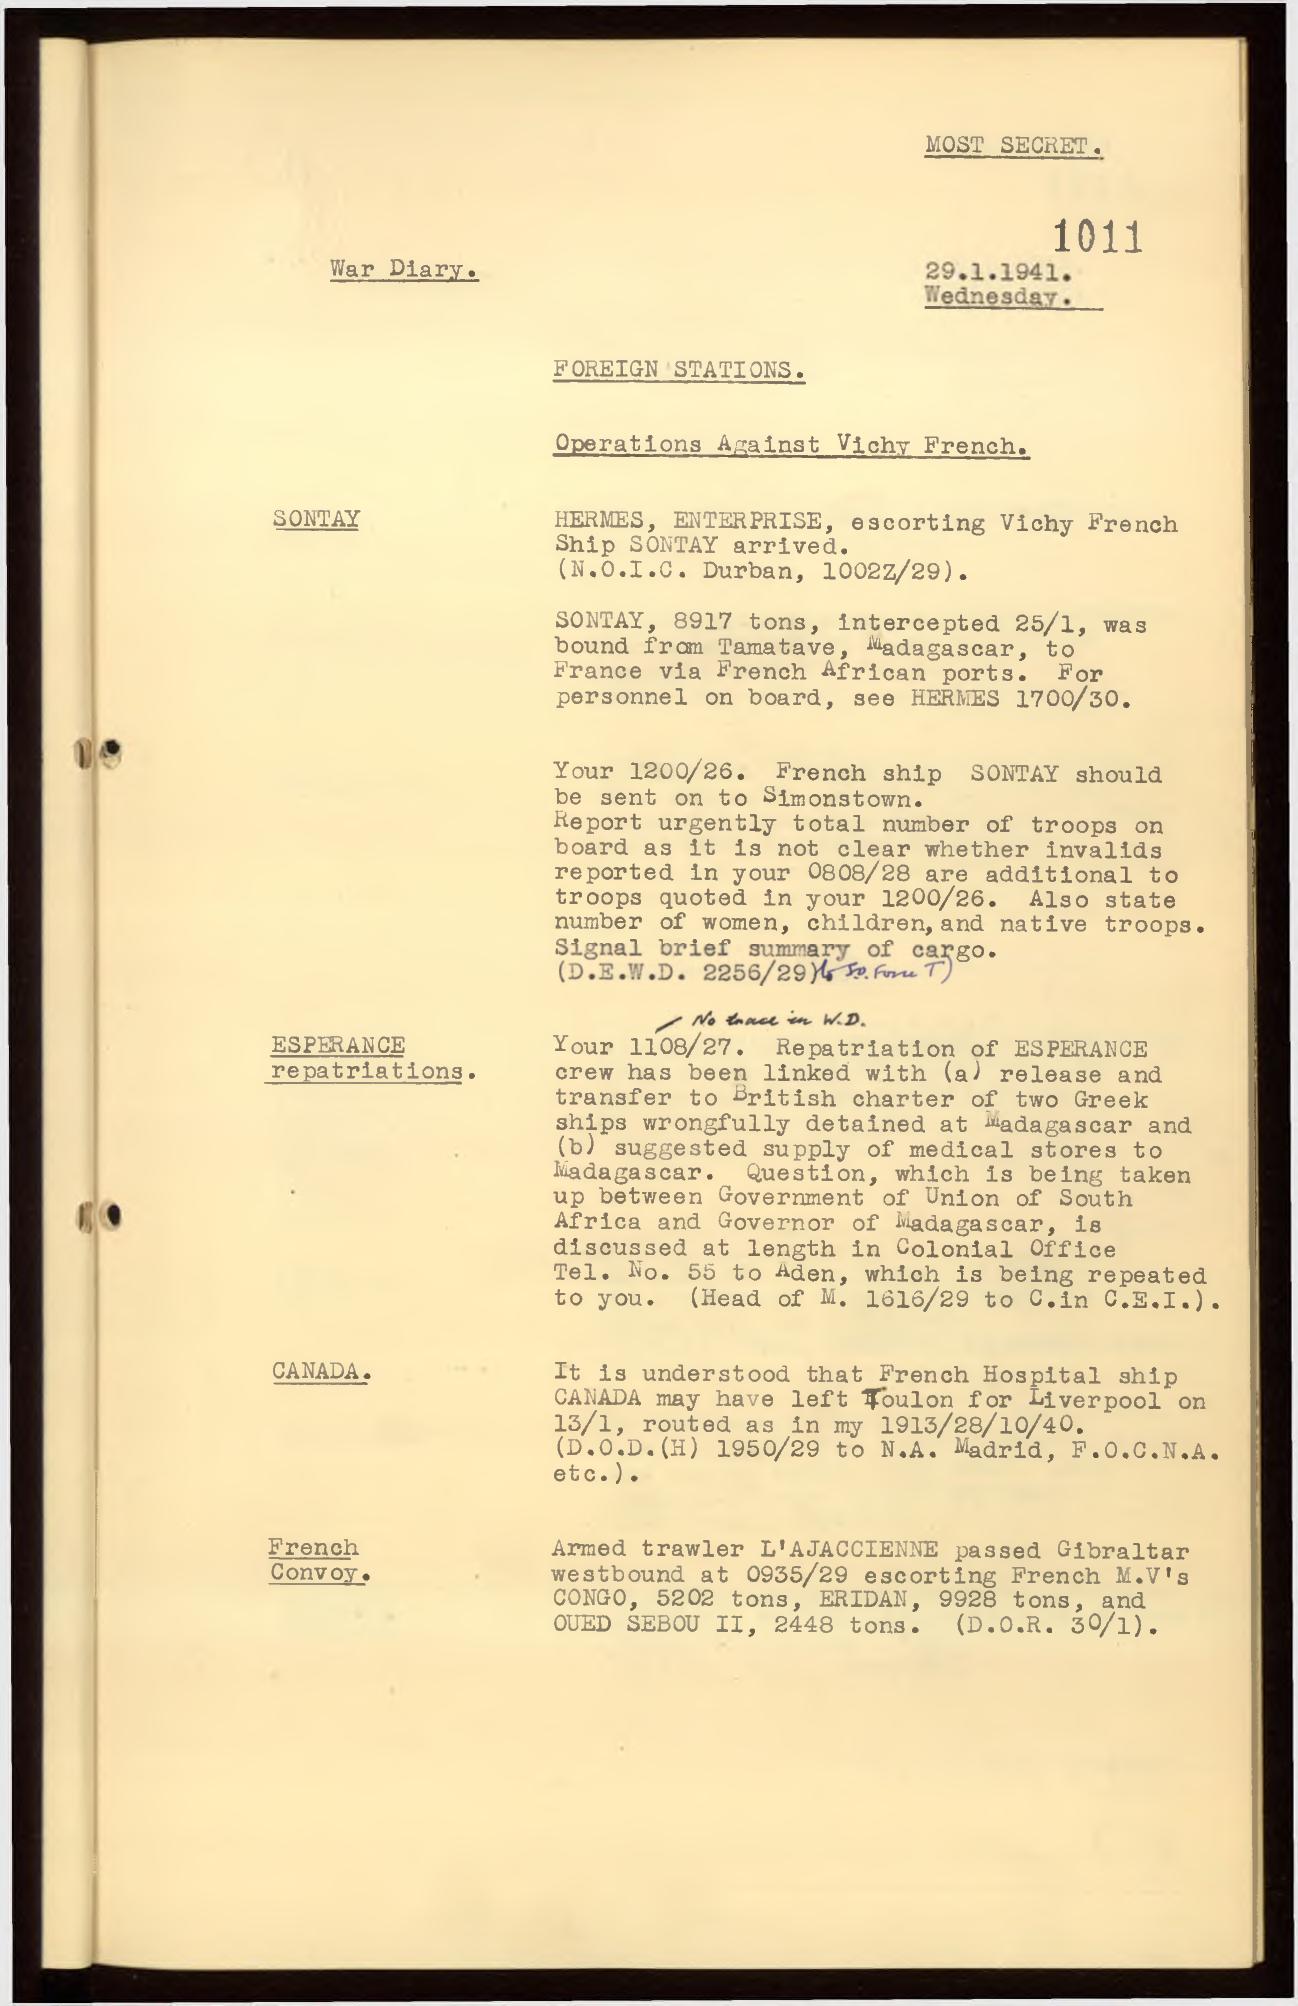 MOST SECRET.
1011
War Diary.
29.1.1941.
Wednesday.
FOREIGN STATIONS.
Operations Against Vichy French.
SONTAY
HERMES, ENTERPRISE, escorting Vichy French
Ship SONTAY arrived.
(N.O.I.C. Durban, 1002Z/29).
SONTAY, 8917 tons, intercepted 25/1, was
bound from Tamatave, Madagascar, to
France via French African ports. For
personnel on board, see HERMES 1700/30.
Your 1200/26. French ship SONTAY should
be sent on to Simonstown.
Report urgently total number of troops on
board as it is not clear whether invalids
reported in your 0808/28 are additional to
troops quoted in your 1200/26. Also state
number of women, children, and native troops.
Signal brief summary of cargo.
(D.E.W.D. 2256/29) (to S.O. Force T)
No trace in W.D.
ESPERANCE
repatriations.
Your 1108/27. Repatriation of ESPERANCE
crew has been linked with (a) release and
transfer to British charter of two Greek
ships wrongfully detained at Madagascar and
(b) suggested supply of medical stores to
Madagascar. Question, which is being taken
up between Government of Union of South
Africa and Governor of Madagascar, is
discussed at length in Colonial Office
Tel. No. 55 to Aden, which is being repeated
to you. (Head of M. 1616/29 to C.in C.E.I.).
CANADA.
It is understood that French Hospital ship
CANADA may have left Toulon for Liverpool on
13/1, routed as in my 1913/28/10/40.
(D.O.D.(H) 1950/29 to N.A. Madrid, F.O.C.N.A.
etc.).
French
Convoy.
Armed trawler L'AJACCIENNE passed Gibraltar
westbound at 0935/29 escorting French M.V's
CONGO, 5202 tons, ERIDAN, 9928 tons, and
OUED SEBOU II, 2448 tons. (D.O.R. 30/1).